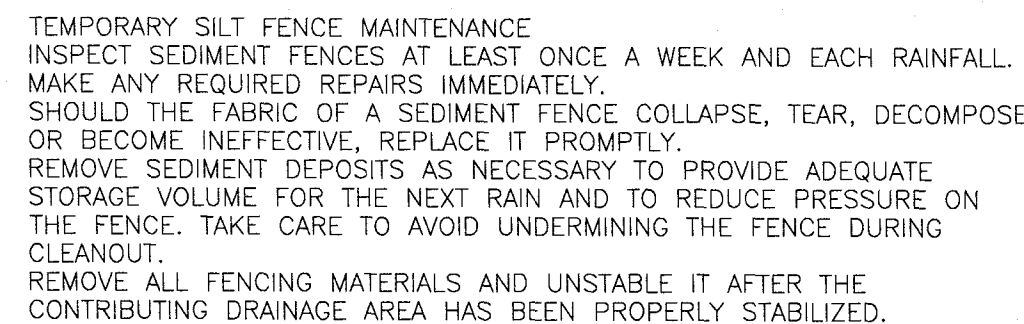 TEMPORARY SILT FENCE MAINTENANCE
INSPECT SEDIMENT FENCES AT LEAST ONCE A WEEK AND EACH RAINFALL.
MAKE ANY REQUIRED REPAIRS IMMEDIATELY.
SHOULD THE FABRIC OF A SEDIMENT FENCE COLLAPSE, TEAR, DECOMPOSE
OR BECOME INEFFECTIVE, REPLACE IT PROMPTLY.
REMOVE SEDIMENT DEPOSITS AS NECESSARY TO PROVIDE ADEQUATE
STORAGE VOLUME FOR THE NEXT RAIN AND TO REDUCE PRESSURE ON
THE FENCE. TAKE CARE TO AVOID UNDERMINING THE FENCE DURING
CLEANOUT.
REMOVE ALL FENCING MATERIALS AND UNSTABLE IT AFTER THE
CONTRIBUTING DRAINAGE AREA HAS BEEN PROPERLY STABILIZED.